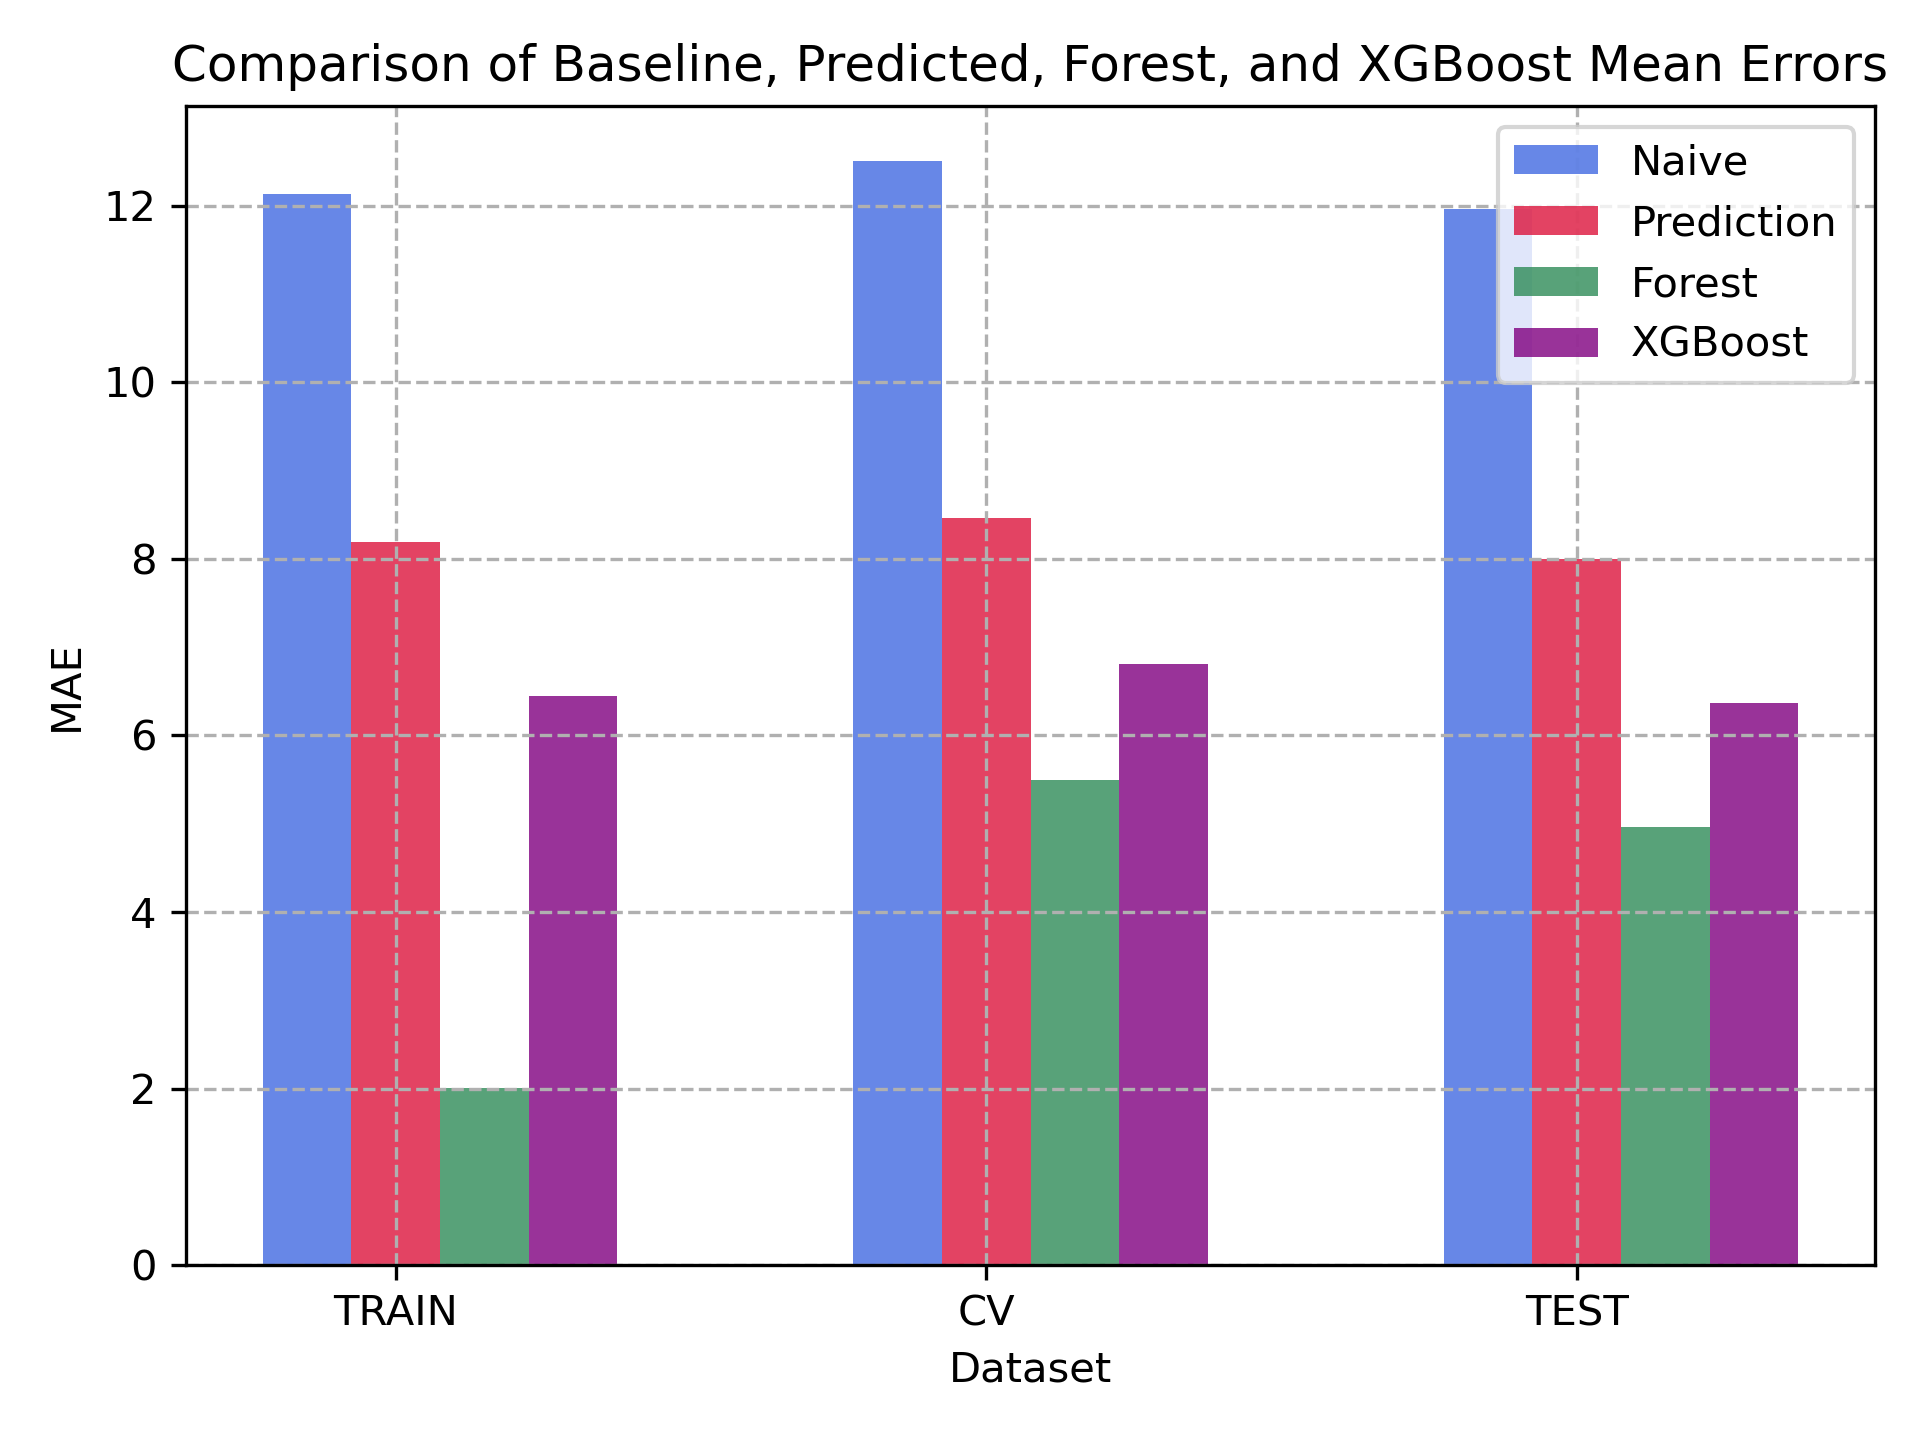 Comparison of Baseline, Predicted, Forest, and XGBoost Mean Errors
Naive
Prediction
Forest
XGBoost
12
10
8
6
4
2
0
MAE
TRAIN
CV
TEST
Dataset